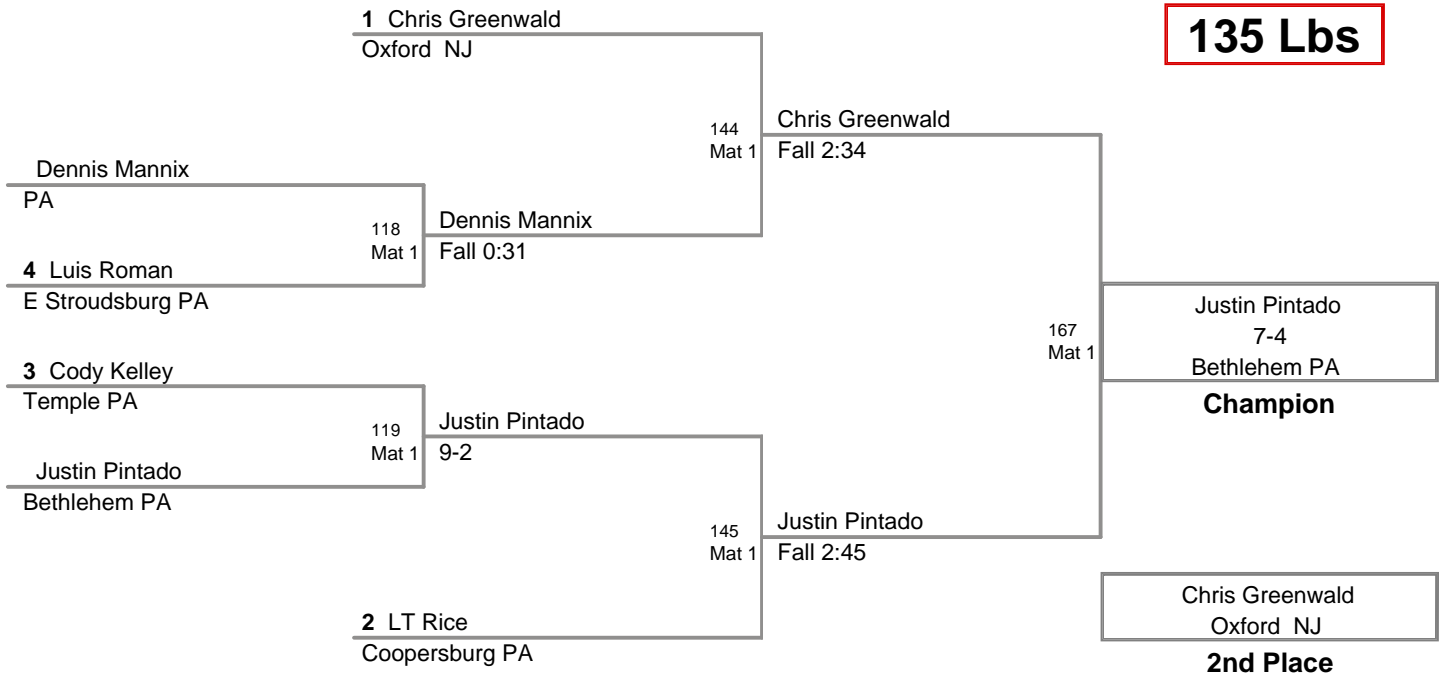 1 Chris Greenwald
Oxford NJ
135 Lbs
144
Mat 1
Chris Greenwald
Fall 2:34
Dennis Mannix
PA
118
Mat 1
Dennis Mannix
Fall 0:31
4 Luis Roman
E Stroudsburg PA
167
Mat 1
Justin Pintado
7-4
Bethlehem PA
Champion
3 Cody Kelley
Temple PA
119
Mat 1
Justin Pintado
9-2
Justin Pintado
Bethlehem PA
145
Mat 1
Justin Pintado
Fall 2:45
2 LT Rice
Coopersburg PA
Chris Greenwald
Oxford NJ
2nd Place